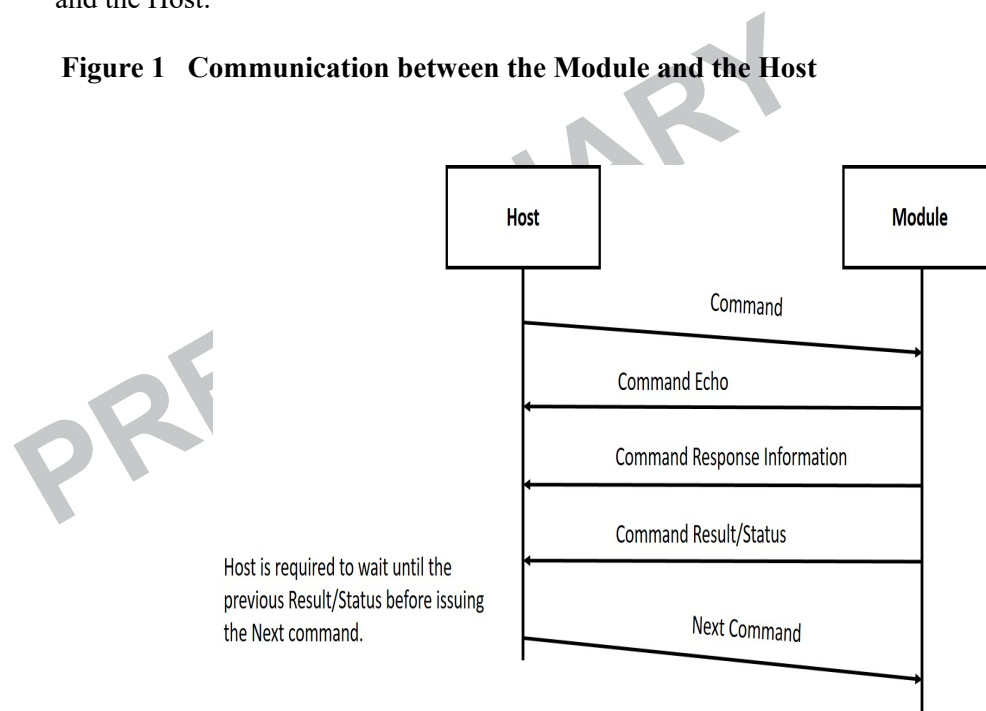 and the Host.
Figure 1 Communication between the Module and the Host
Host
Module
Command
Command Echo
Command Response Information
Command Result/Status
Host is required to wait until the
previous Result/Status before issuing
the Next command.
Next Command